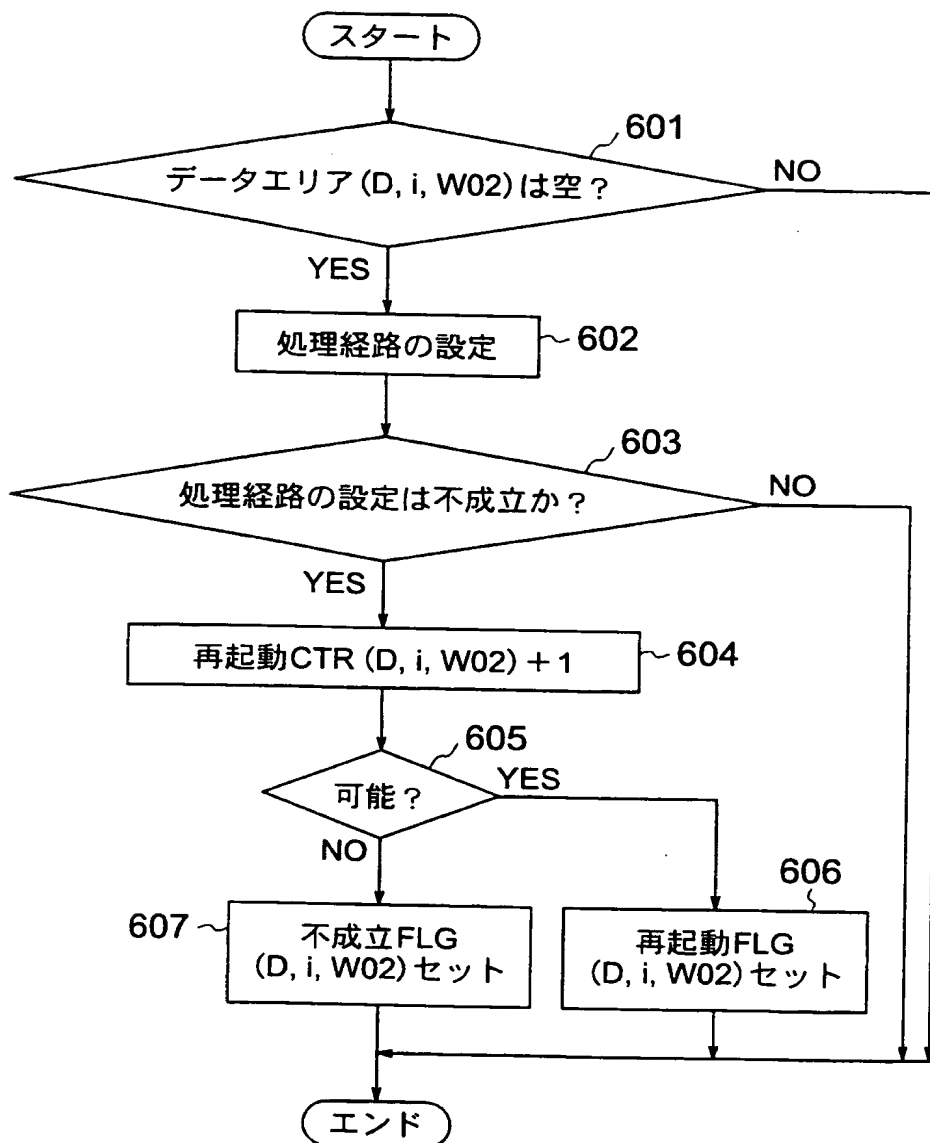 スタート
601
データエリア(D, i, W02)は空?
NO
YES
処理経路の設定
602
603
処理経路の設定は不成立か?
NO
YES
再起動CTR(D, i, W02)+1
604
605
可能?
YES
NO
606
607
不成立FLG
(D, i, W02)セット
再起動FLG
(D, i, W02)セット
エンド